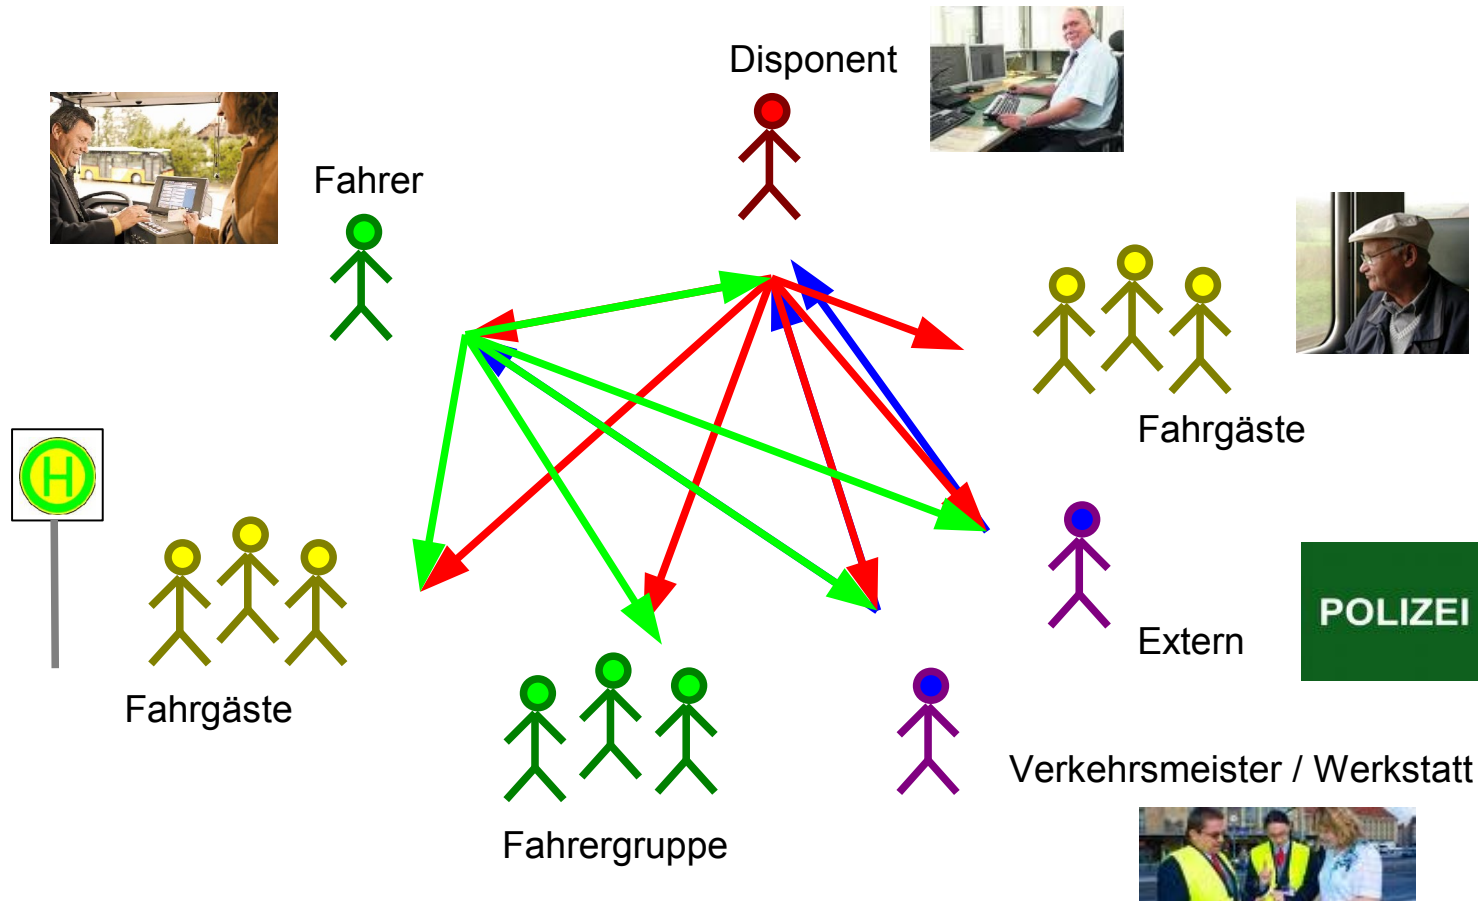 Disponent
Fahrer
Fahrgäste
H
POLIZEI
Extern
Fahrgäste
Verkehrsmeister / Werkstatt
Fahrergruppe